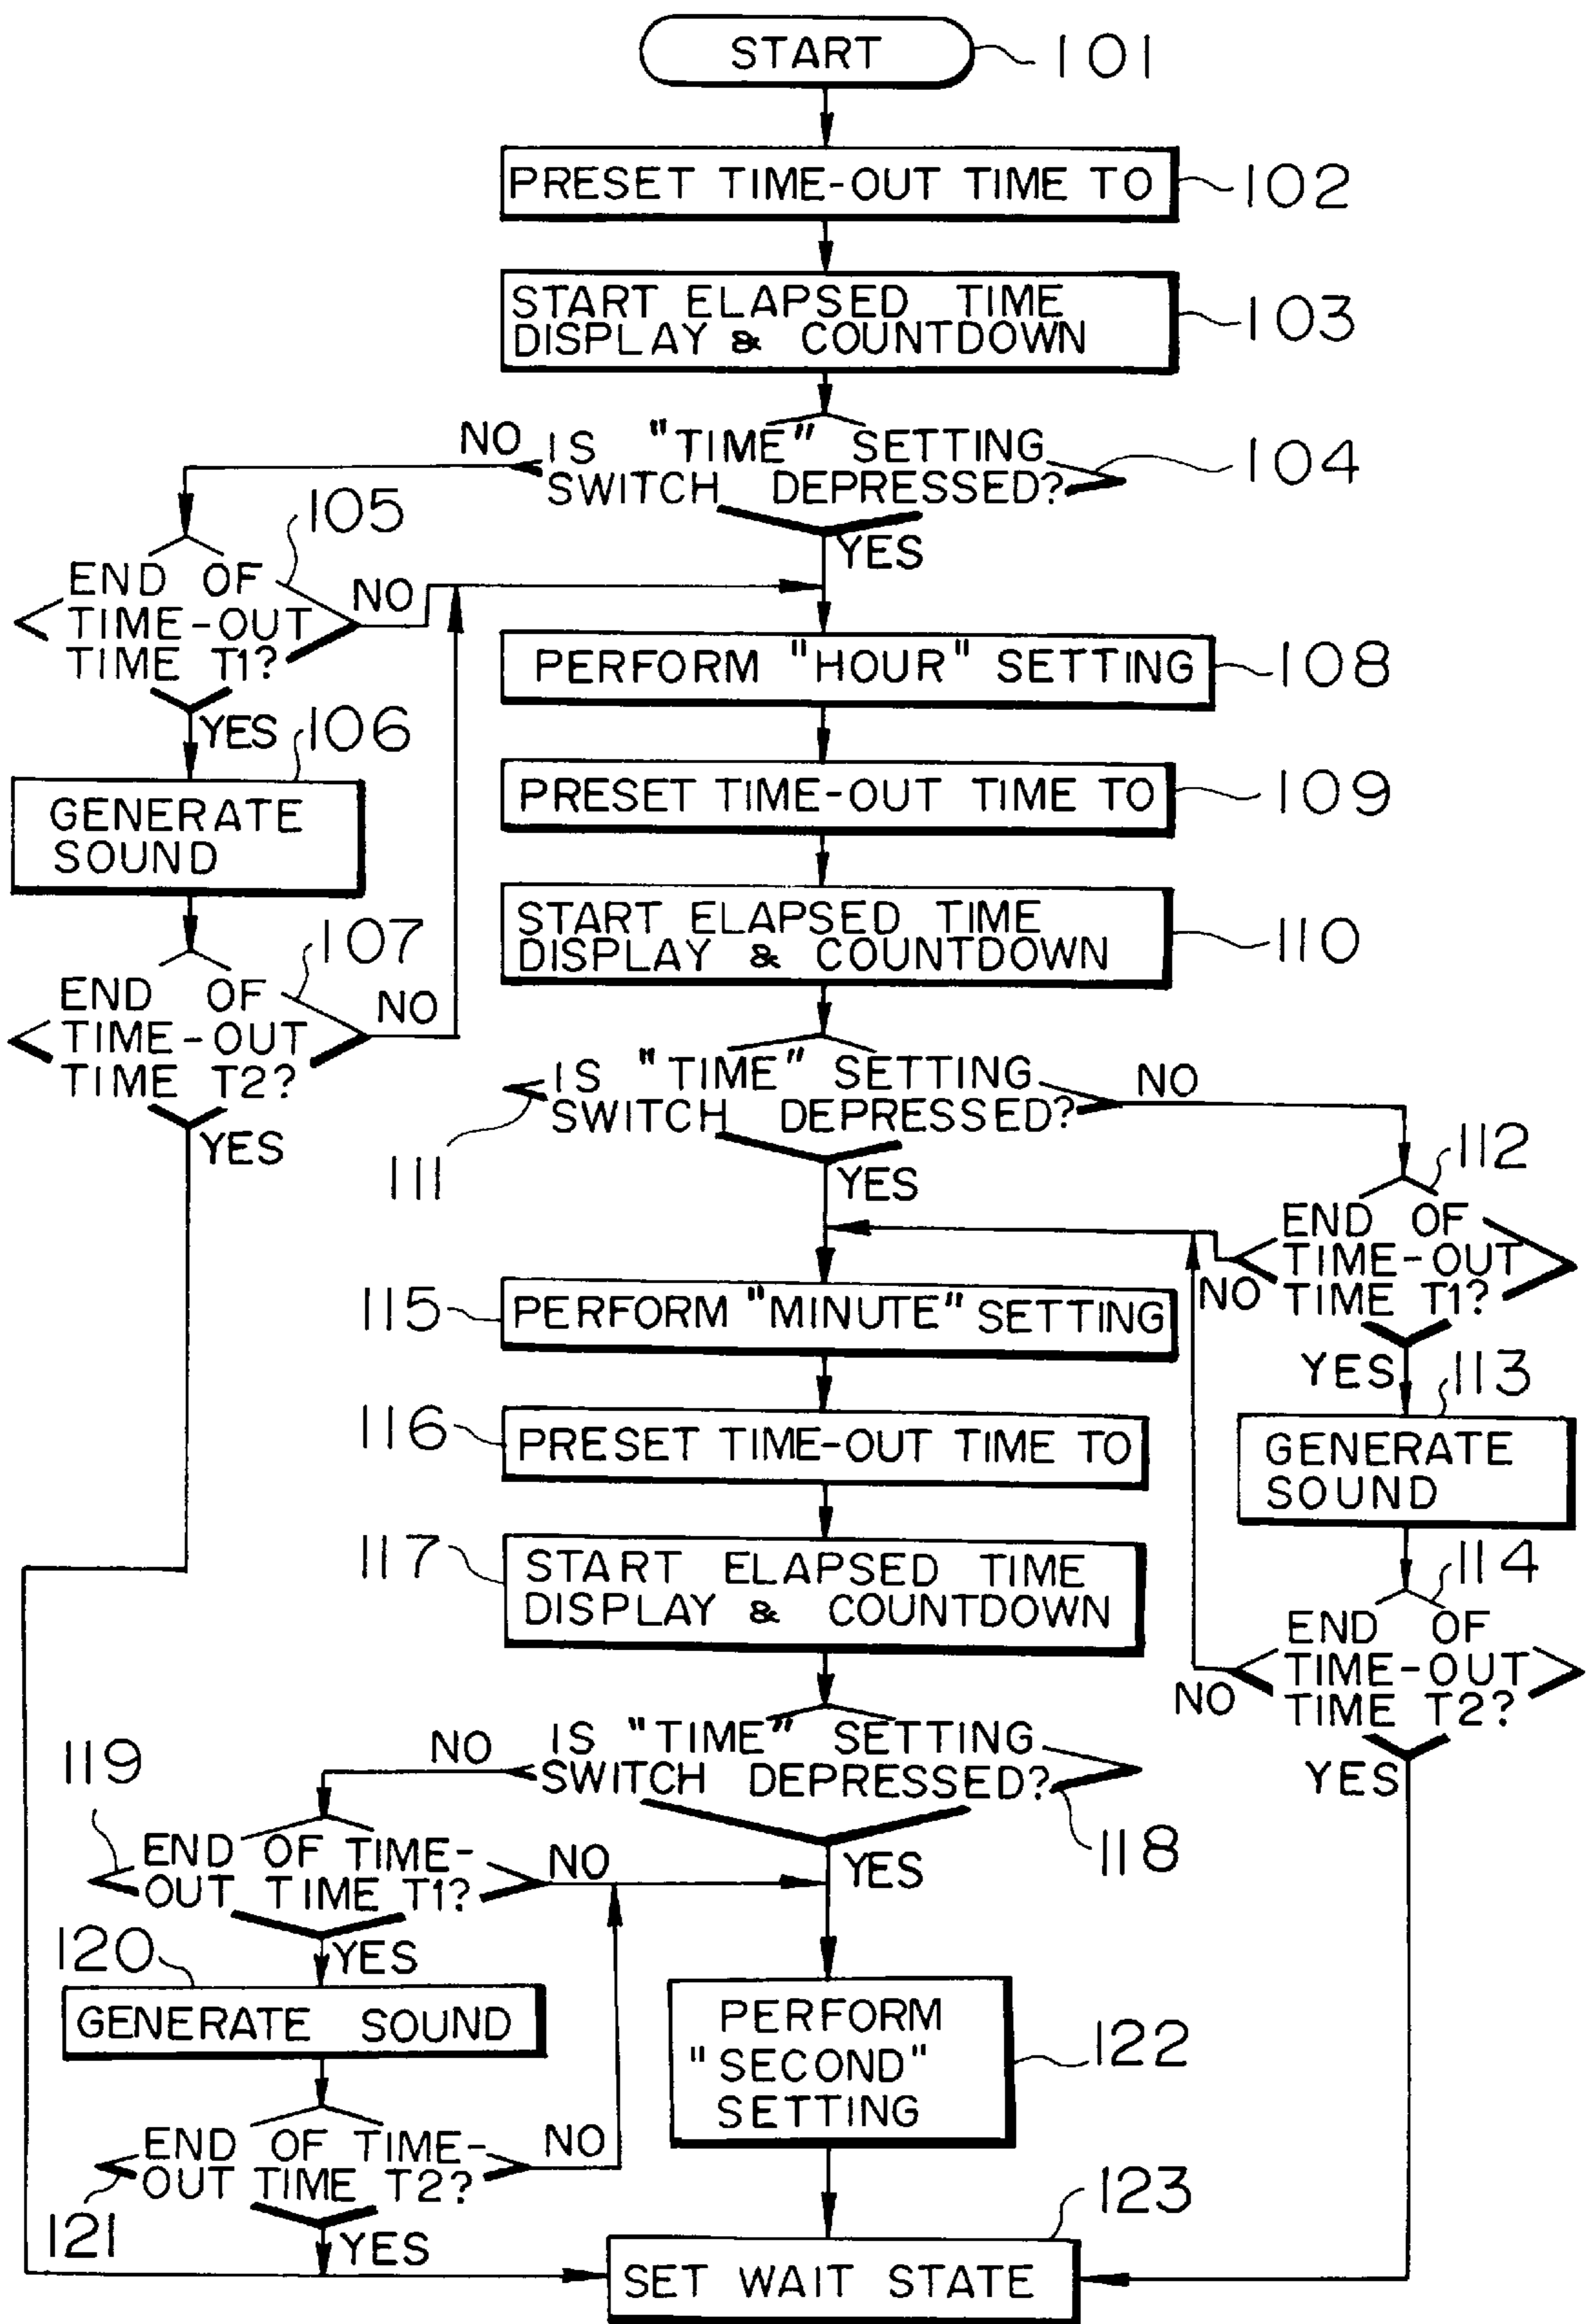 START
101
PRESET TIME-OUT TIME TO
102
START ELAPSED TIME
DISPLAY & COUNTDOWN
103
NO
IS "TIME" SETTING
SWITCH DEPRESSED?
104
YES
105
END OF
TIME-OUT
TIME T1?
NO
YES
106
GENERATE
SOUND
107
END OF
TIME-OUT
TIME T2?
NO
YES
PERFORM "HOUR" SETTING
108
PRESET TIME-OUT TIME TO
109
START ELAPSED TIME
DISPLAY & COUNTDOWN
110
IS "TIME" SETTING
SWITCH DEPRESSED?
NO
111
YES
112
END OF
TIME-OUT
TIME T1?
NO
YES
113
GENERATE
SOUND
114
END OF
TIME-OUT
TIME T2?
NO
YES
115
PERFORM "MINUTE" SETTING
116
PRESET TIME-OUT TIME TO
117
START ELAPSED TIME
DISPLAY & COUNTDOWN
NO
IS "TIME" SETTING
SWITCH DEPRESSED?
118
YES
119
END OF TIME-
OUT TIME T1?
NO
YES
120
GENERATE SOUND
END OF TIME-
OUT TIME T2?
NO
121
YES
PERFORM
"SECOND"
SETTING
122
123
SET WAIT STATE